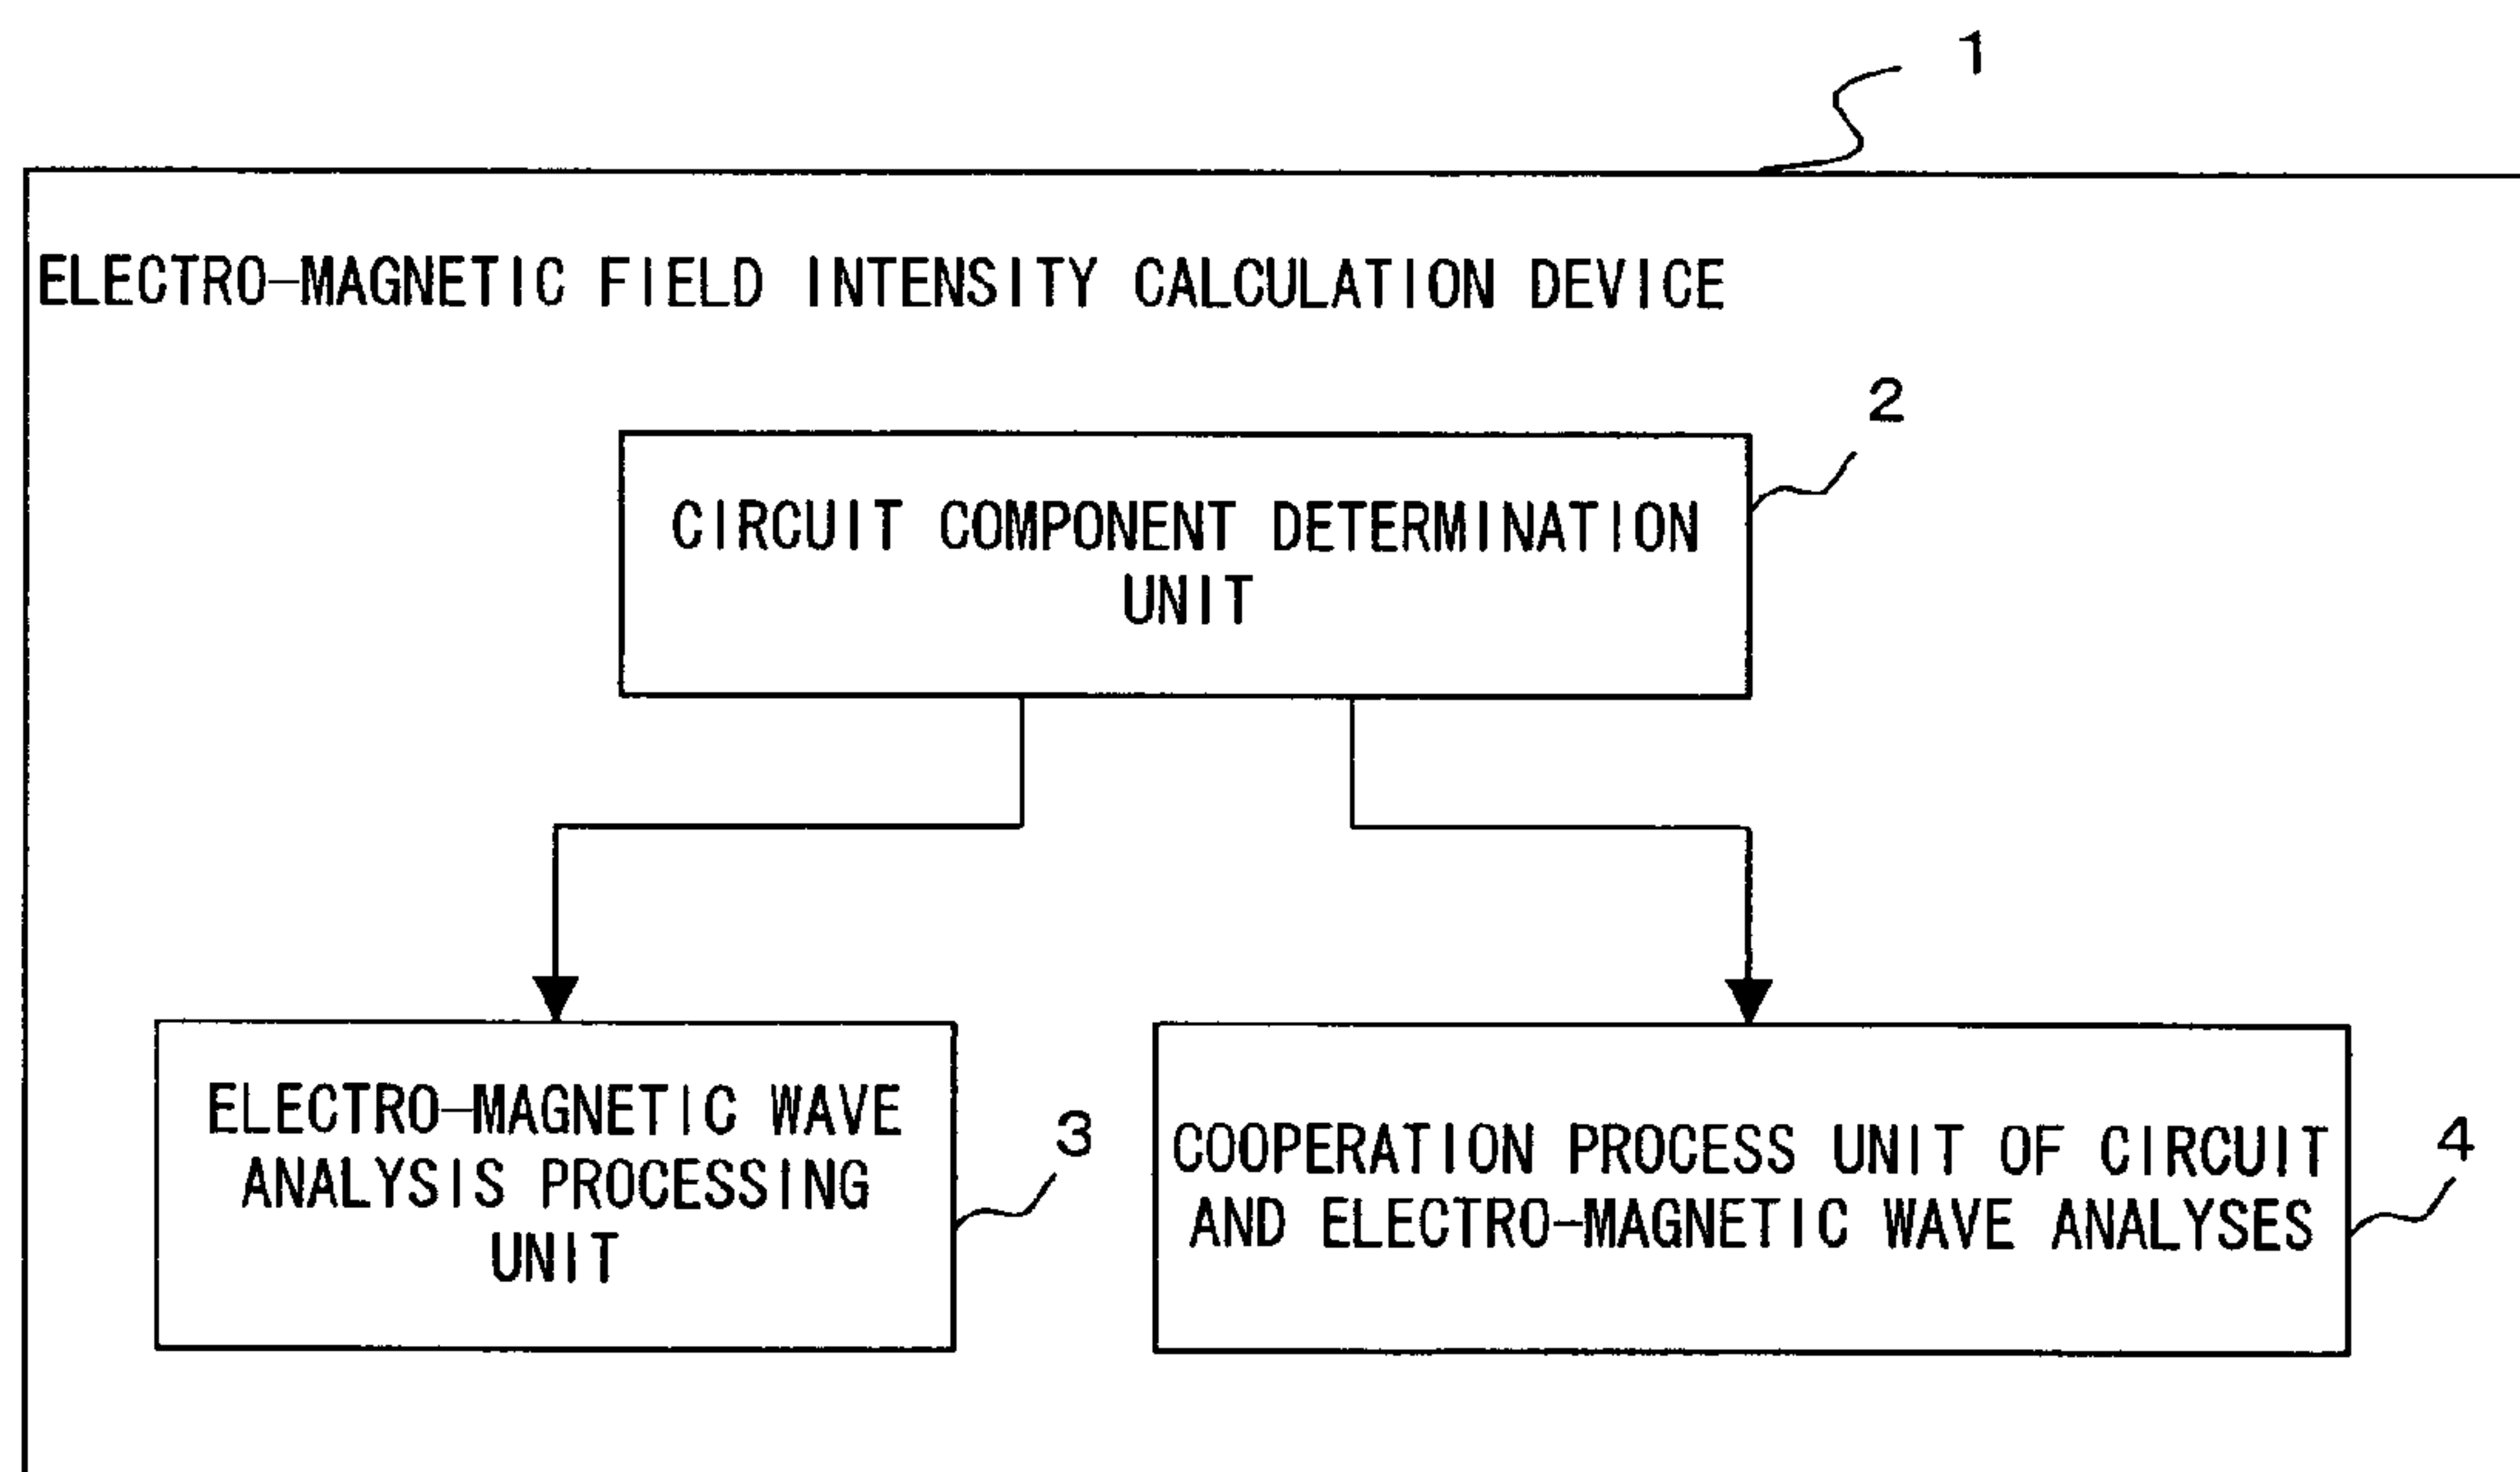 1
ELECTRO-MAGNETIC FIELD INTENSITY CALCULATION DEVICE
2
CIRCUIT COMPONENT DETERMINATION
UNIT
ELECTRO-MAGNETIC WAVE
ANALYSIS PROCESSING
UNIT
3
COOPERATION PROCESS UNIT OF CIRCUIT
AND ELECTRO-MAGNETIC WAVE ANALYSES
4